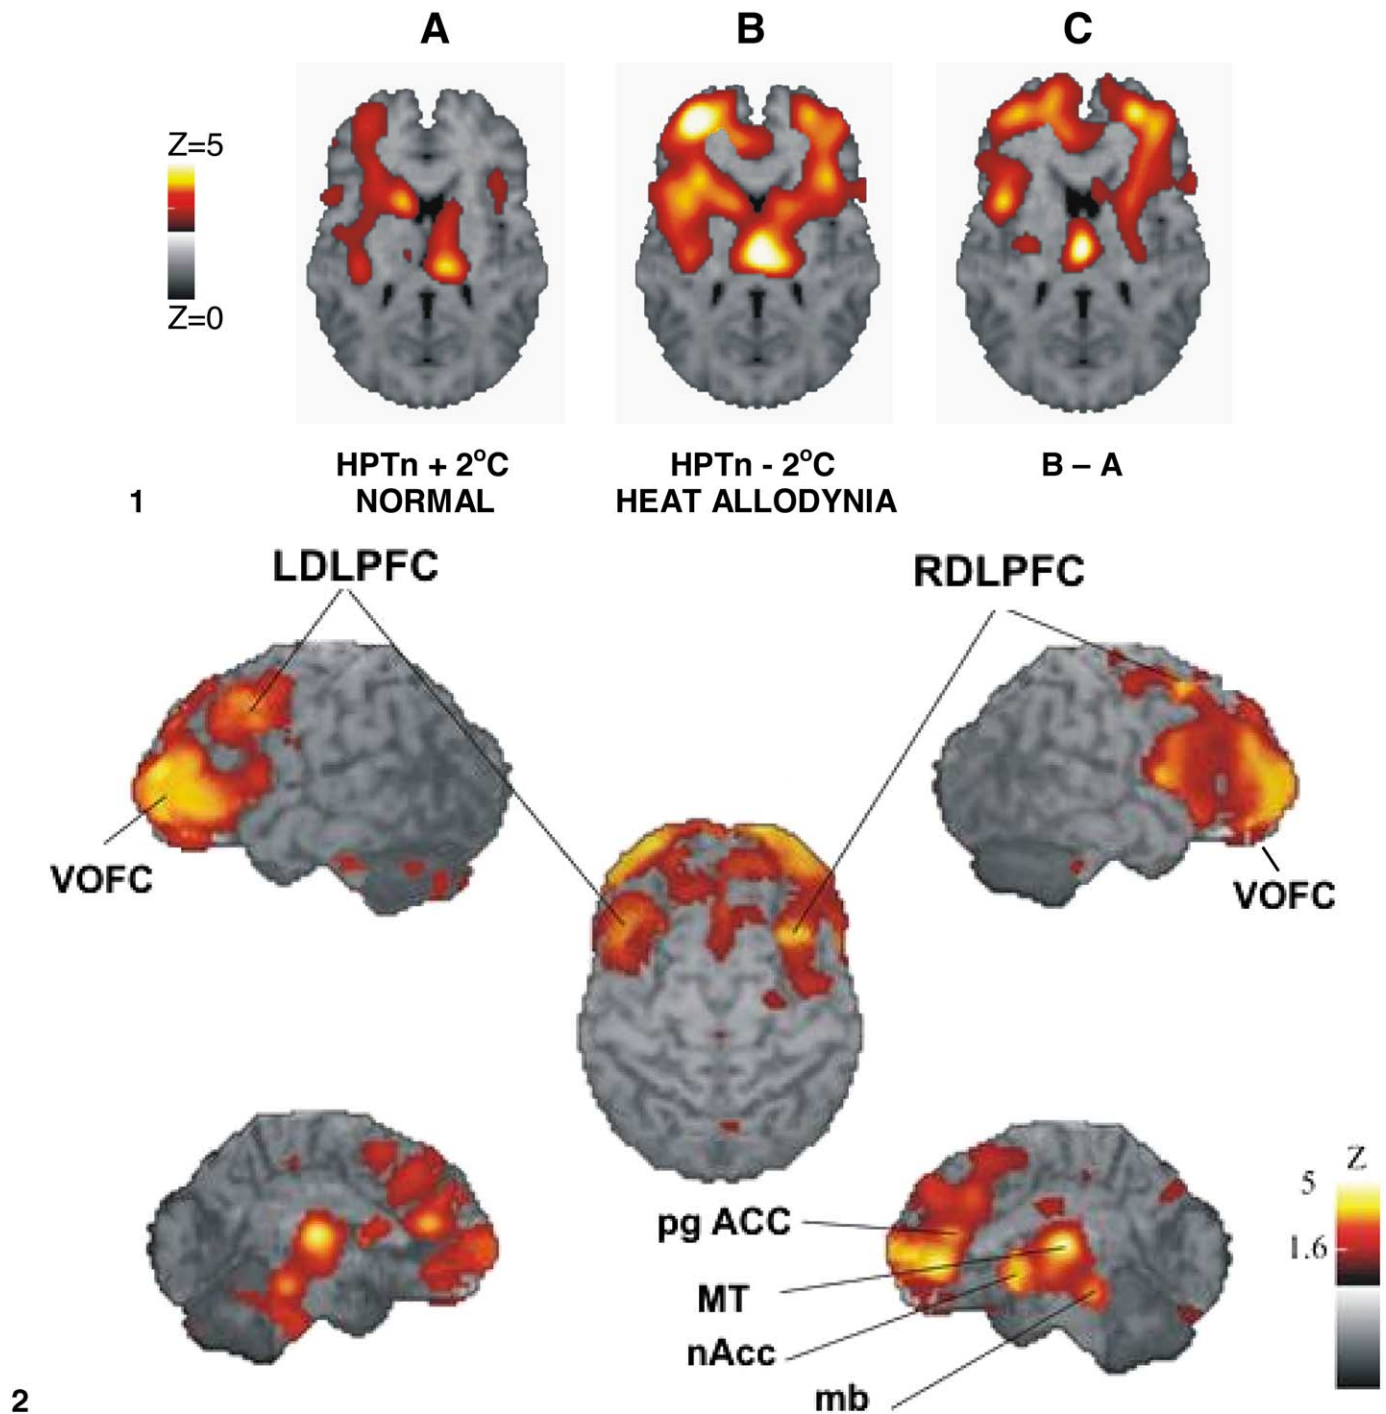 A B C
Z=5
Z=0
HPTn + 2°C HPTn - 2°C B – A
1 NORMAL HEAT ALLODYNIA
LDLPFC RDLPFC
VOFC VOFC
Z
5
pg ACC
1.6
MT
nAcc
mb
2